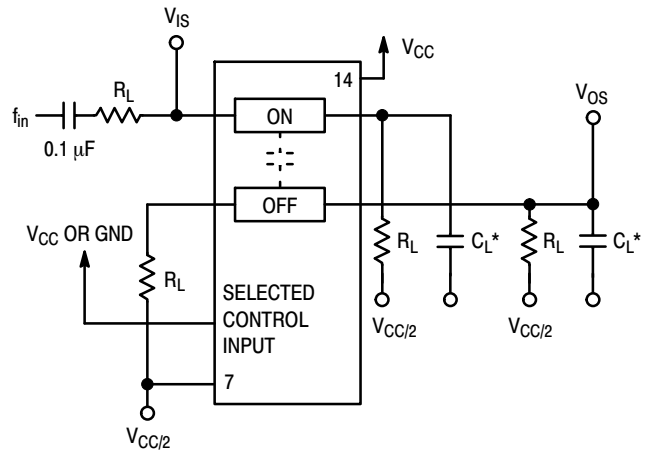 V_IS
V_CC
14
V_OS
f_in
R_L
0.1 μF
ON
OFF
V_CC OR GND
R_L
SELECTED
CONTROL
INPUT
7
R_L
C_L*
R_L
C_L*
V_CC/2
V_CC/2
V_CC/2